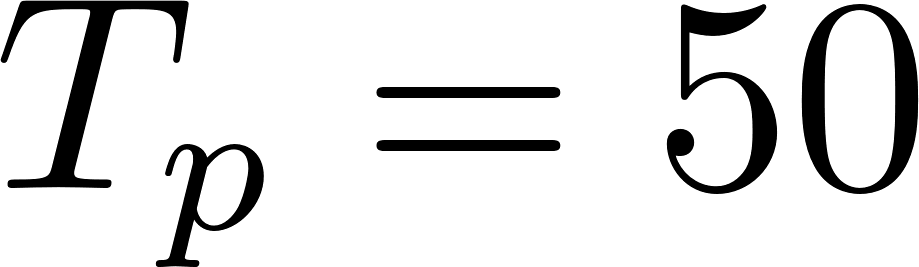 T_p = 50